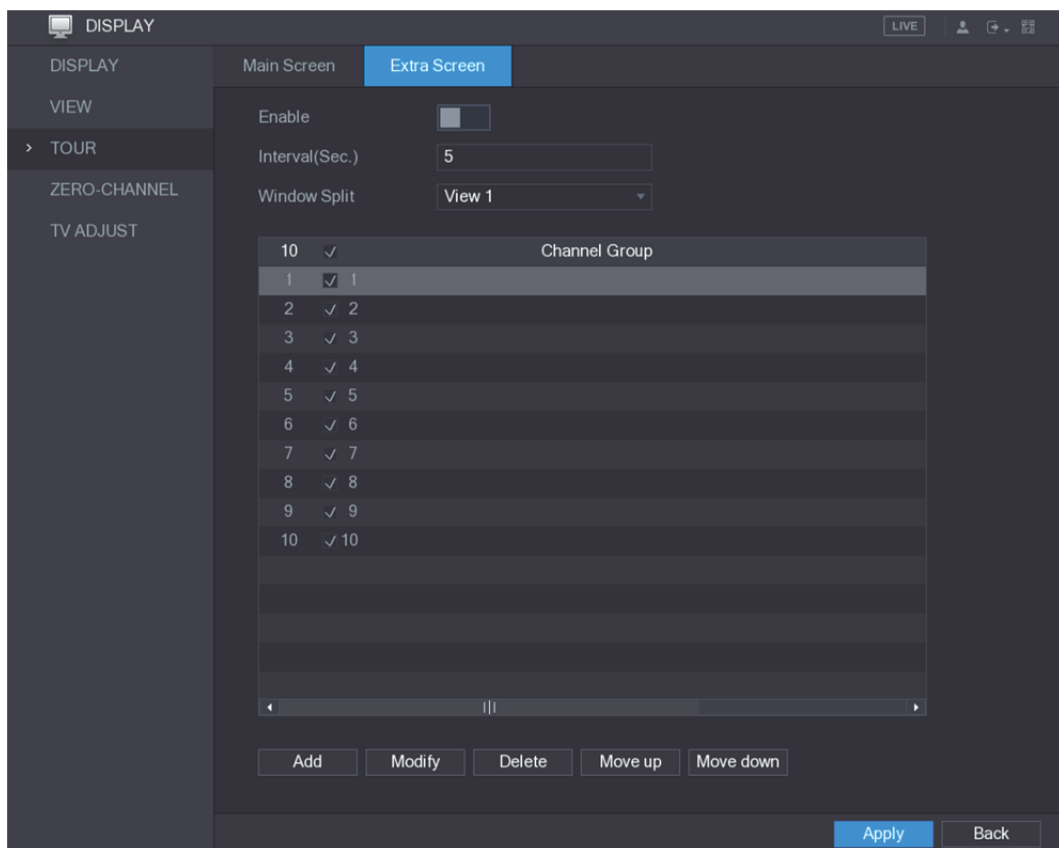 DISPLAY LIVE
DISPLAY
VIEW
TOUR
ZERO-CHANNEL
TV ADJUST
Main Screen Extra Screen
Enable
Interval(Sec.) 5
Window Split View 1
10 Channel Group
1 1
2 2
3 3
4 4
5 5
6 6
7 7
8 8
9 9
10 10
Add Modify Delete Move up Move down
Apply Back